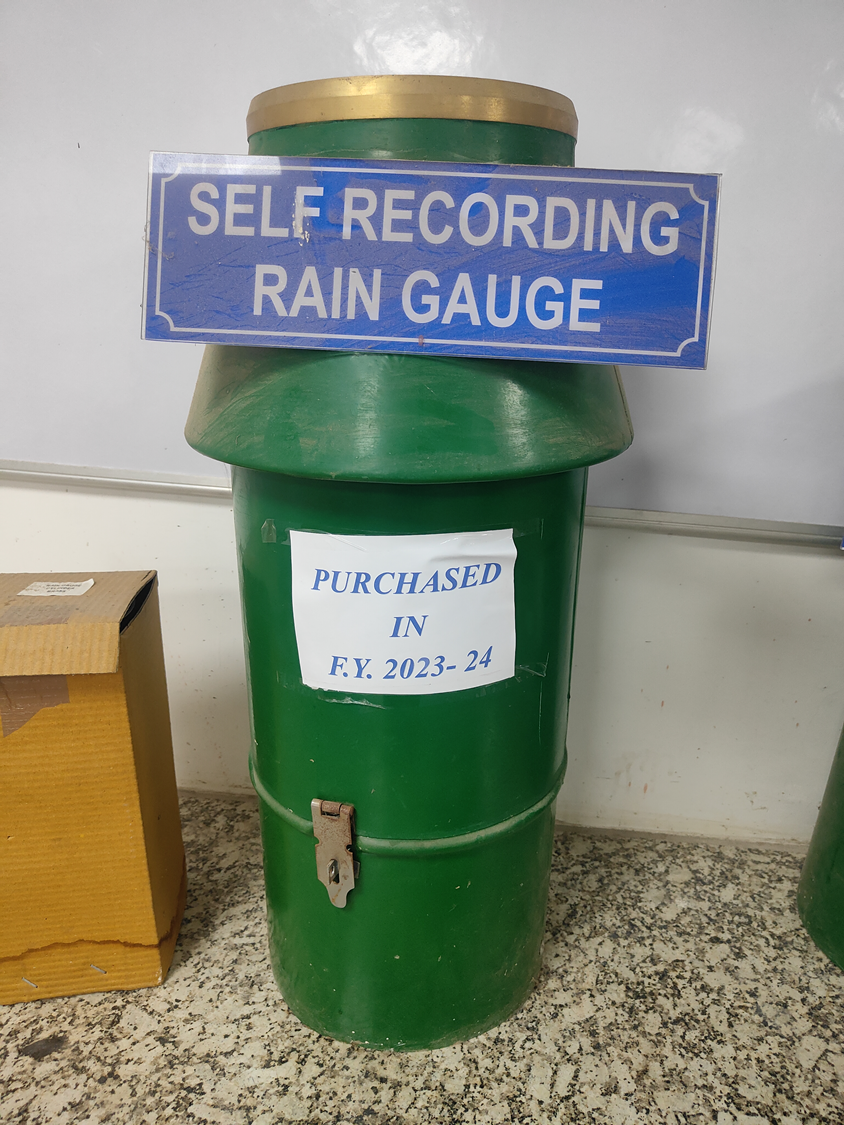 SELF RECORDING
RAIN GAUGE
PURCHASED
IN
F.Y. 2023- 24